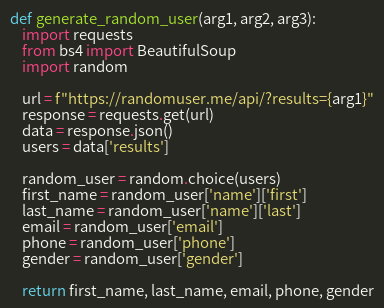 def generate_random_user(arg1, arg2, arg3):
    import requests
    from bs4 import BeautifulSoup
    import random

    url = f"https://randomuser.me/api/?results={arg1}"
    response = requests.get(url)
    data = response.json()
    users = data['results']

    random_user = random.choice(users)
    first_name = random_user['name']['first']
    last_name = random_user['name']['last']
    email = random_user['email']
    phone = random_user['phone']
    gender = random_user['gender']

    return first_name, last_name, email, phone, gender